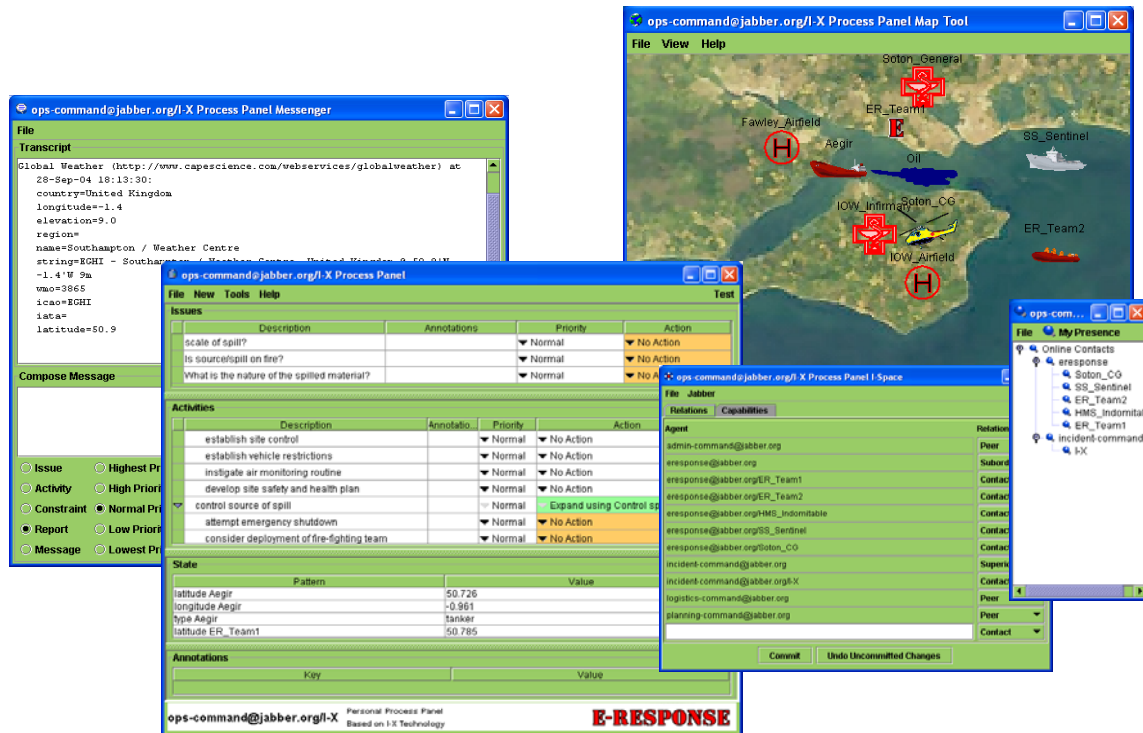 ops-command@jabber.org/I-X Process Panel Messenger
File
Transcript
Global Weather (http://www.capescience.com/webservices/globalweather) at
28-Sep-04 18:13:30:
country=United Kingdom
longitude=-1.4
elevation=9.0
region=
name=Southampton / Weather Centre
string=EGHI - Southampton / Weather Centre, United Kingdom
-1.4'W 9m
wmo=3865
icao=EGHI
iata=
latitude=50.9
Compose Message
Issue Highest Pr
Activity High Priorit
Constraint Normal Pri
Report Low Priorit
Message Lowest Pr
ops-command@jabber.org/I-X Process Panel Map Tool
File View Help
Soton_General
ER_Team1
E
Fawley_Airfield
H
Aegir
Oil
SS_Sentinel
IOW_Infirmary
Soton_CG
ER_Team2
IOW_Airfield
H
ops-command@jabber.org/I-X Process Panel
File New Tools Help Test
Issues
Description Annotations Priority Action
scale of spill? Normal No Action
Is source/spill on fire? Normal No Action
What is the nature of the spilled material? Normal No A
Activities
Description Annotatio... Priority Action
establish site control Normal No Action
establish vehicle restrictions Normal No Action
instigate air monitoring routine Normal No Action
develop site safety and health plan Normal No Action
control source of spill Normal Expand using Control sp
attempt emergency shutdown Normal No Action
consider deployment of fire-fighting team Normal No Action
State
Pattern Value
latitude Aegir 50.726
longitude Aegir -0.961
type Aegir tanker
latitude ER_Team1 50.785
Annotations
Key Value
ops-command@jabber.org/I-X
Personal Process Panel
Based on I-X Technology
E-RESPONSE
ops-command@jabber.org/I-X Process Panel I-Space
File Jabber
Relations Capabilities
Agent Relation
admin-command@jabber.org Peer
eresponse@jabber.org Subord
eresponse@jabber.org/ER_Team1 Contac
eresponse@jabber.org/ER_Team2 Contac
eresponse@jabber.org/HMS_Indomitable Contac
eresponse@jabber.org/SS_Sentinel Contac
eresponse@jabber.org/Soton_CG Contac
incident-command@jabber.org Superio
incident-command@jabber.org/I-X Contac
logistics-command@jabber.org Peer
planning-command@jabber.org Peer
Contact
Commit Undo Uncommitted Changes
ops-com...
File My Presence
Online Contacts
eresponse
Soton_CG
SS_Sentinel
ER_Team2
HMS_Indomital
ER_Team1
incident-command
I-X